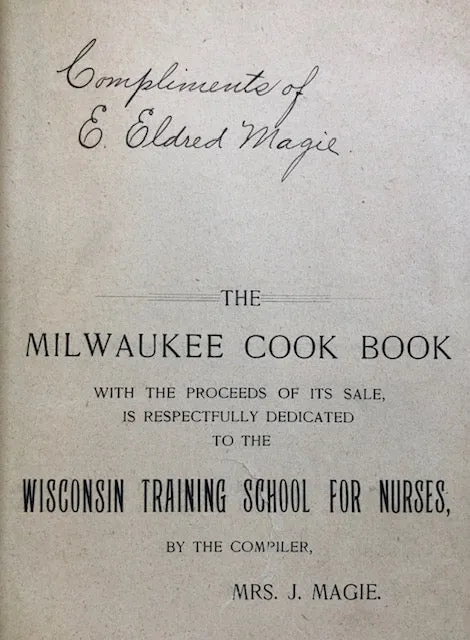 Compliments of
E. Eldred Magie.
THE
MILWAUKEE COOK BOOK
WITH THE PROCEEDS OF ITS SALE,
IS RESPECTFULLY DEDICATED
TO THE
WISCONSIN TRAINING SCHOOL FOR NURSES,
BY THE COMPILER,
MRS. J. MAGIE.